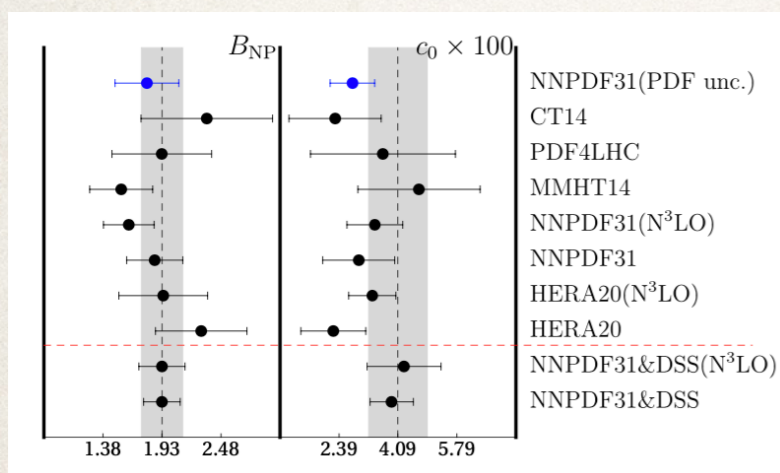 B_NP c_0 × 100
NNPDF31(PDF unc.)
CT14
PDF4LHC
MMHT14
NNPDF31(N³LO)
NNPDF31
HERA20(N³LO)
HERA20
NNPDF31&DSS(N³LO)
NNPDF31&DSS
1.38 1.93 2.48 2.39 4.09 5.79